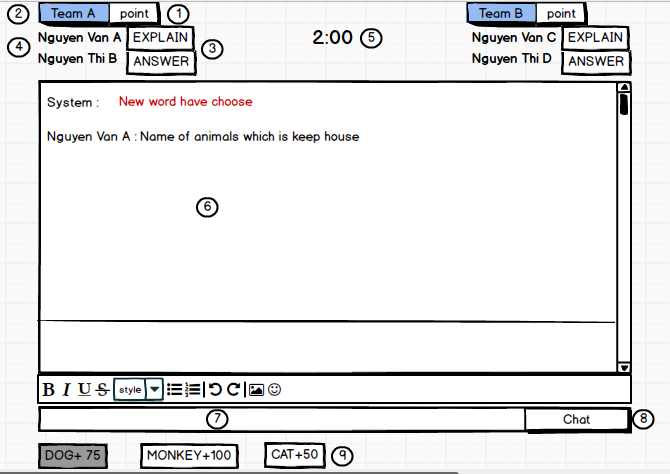 ② Team A point ① Team B point
④ Nguyen Van A EXPLAIN ③ 2:00 ⑤ Nguyen Van C EXPLAIN
Nguyen Thi B ANSWER Nguyen Thi D ANSWER
System : New word have choose
Nguyen Van A : Name of animals which is keep house
⑥
B I U S style
⑦ Chat ⑧
DOG+ 75 MONKEY+100 CAT+50 ⑨